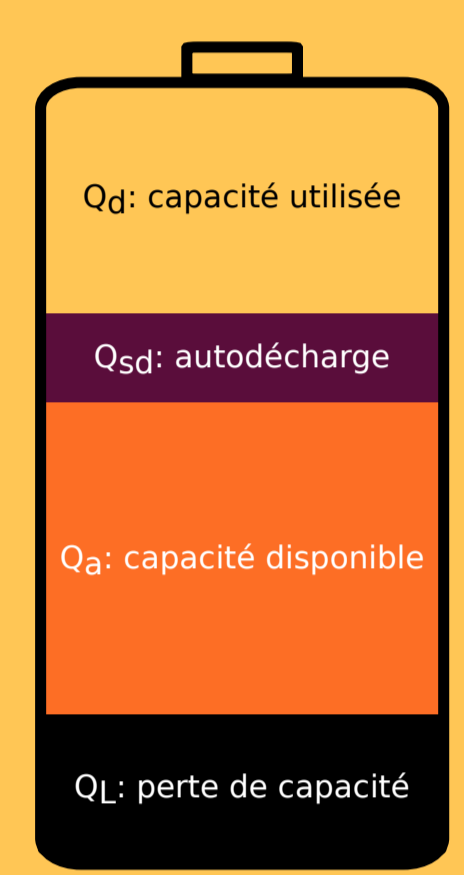 Qd: capacité utilisée
Qsd: autodécharge
Qa: capacité disponible
QL: perte de capacité